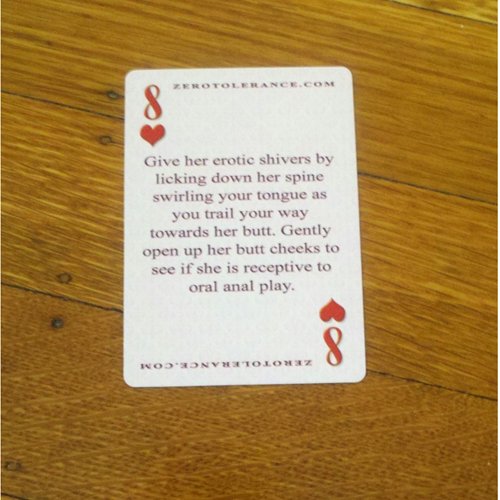 8
ZEROTOLERANCE.COM
Give her erotic shivers by
licking down her spine
swirling your tongue as
you trail your way
towards her butt. Gently
open up her butt cheeks to
see if she is receptive to
oral anal play.
8
ZEROTOLERANCE.COM